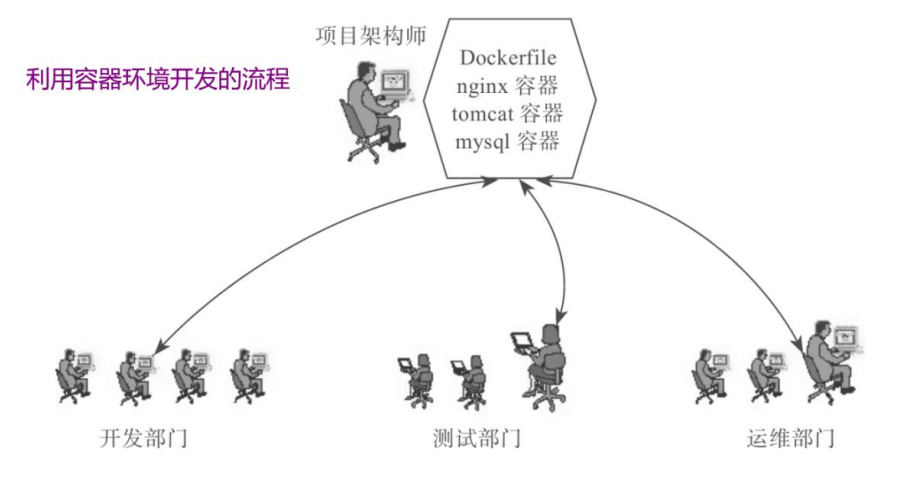 项目架构师
利用容器环境开发的流程
Dockerfile
nginx 容器
tomcat 容器
mysql 容器
开发部门
测试部门
运维部门